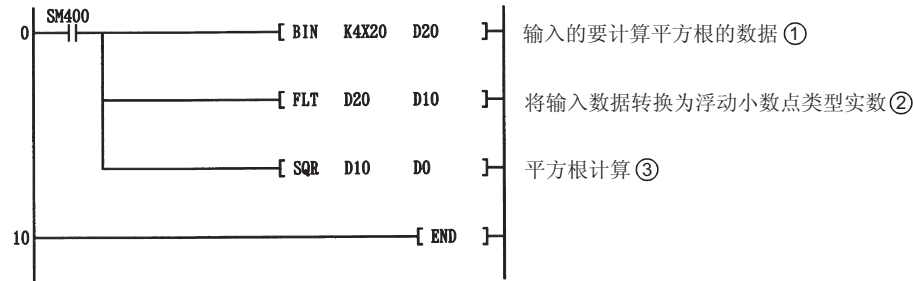 SM400
0 [ BIN K4X20 D20 ] 输入的要计算平方根的数据①
[ FLT D20 D10 ] 将输入数据转换为浮动小数点类型实数②
[ SQR D10 D0 ] 平方根计算③
10 [ END ]